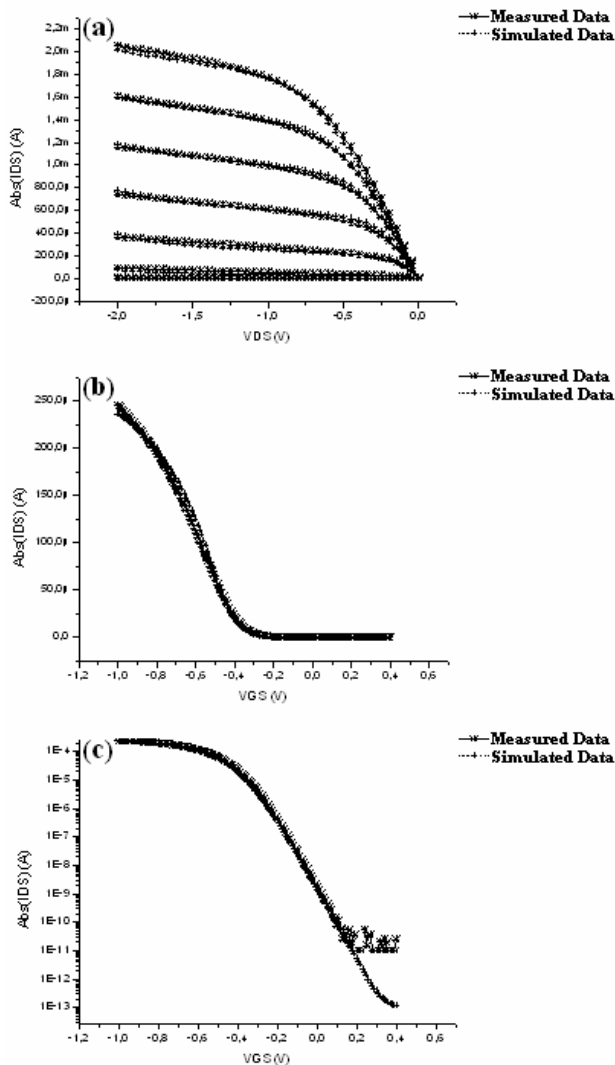 (a)
Measured Data
Simulated Data
Abs(IDS) (A)
2,2m
2,0m
1,8m
1,6m
1,4m
1,2m
1,0m
800,0µ
600,0µ
400,0µ
200,0µ
0,0
-200,0µ
-2,0 -1,5 -1,0 -0,5 0,0
VDS (V)
(b)
Measured Data
Simulated Data
Abs(IDS) (A)
250,0µ
200,0µ
150,0µ
100,0µ
50,0µ
0,0
-1,2 -1,0 -0,8 -0,6 -0,4 -0,2 0,0 0,2 0,4 0,6
VGS (V)
(c)
Measured Data
Simulated Data
Abs(IDS) (A)
1E-4
1E-5
1E-6
1E-7
1E-8
1E-9
1E-10
1E-11
1E-12
1E-13
-1,2 -1,0 -0,8 -0,6 -0,4 -0,2 0,0 0,2 0,4 0,6
VGS (V)